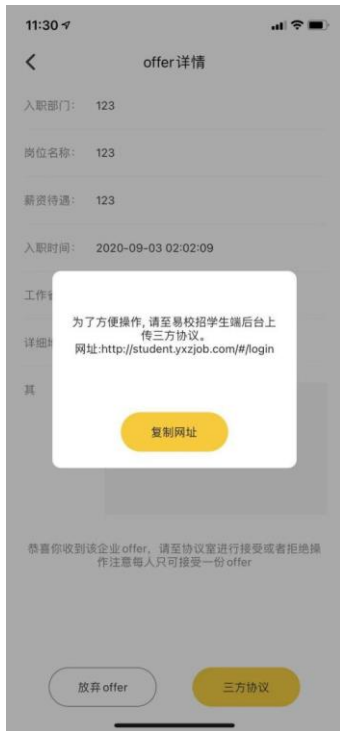 11:30
offer详情
入职部门: 123
岗位名称: 123
薪资待遇: 123
入职时间: 2020-09-03 02:02:09
工作
为了方便操作, 请至易校招学生端后台上
传三方协议。
详细
网址:http://student.yxzjob.com/#/login
其
复制网址
恭喜你收到该企业offer, 请至协议室进行接受或者拒绝操
作注意每人只可接受一份offer
放弃offer
三方协议